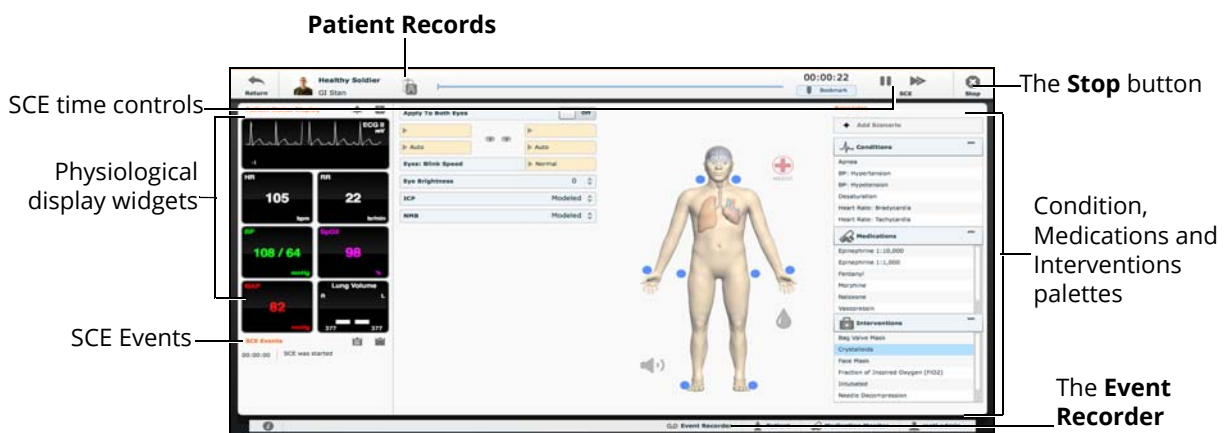 Patient Records
Return
Healthy Soldier
GI Stan
00:00:22
Bookmark
SCE
Stop
The Stop button
SCE time controls
Physiological
display widgets
SCE Events
ECG II
mV
-1
HR
105
bpm
RR
22
br/min
BP
108 / 64
mmHg
SpO2
98
%
MAP
82
mmHg
Lung Volume
R
L
377
377
SCE Events
00:00:00
SCE was started
Apply To Both Eyes
Off
Auto
Auto
Eyes: Blink Speed
Normal
Eye Brightness
0
ICP
Modeled
NMB
Modeled
Add Scenario
Conditions
Apnea
BP: Hypertension
BP: Hypotension
Desaturation
Heart Rate: Bradycardia
Heart Rate: Tachycardia
Medications
Epinephrine 1:10,000
Epinephrine 1:1,000
Fentanyl
Morphine
Naloxone
Vasopressin
Interventions
Bag Valve Mask
Crystalloids
Face Mask
Fraction of Inspired Oxygen (FIO2)
Intubated
Needle Decompression
Condition,
Medications and
Interventions
palettes
The Event
Recorder
Event Recorder